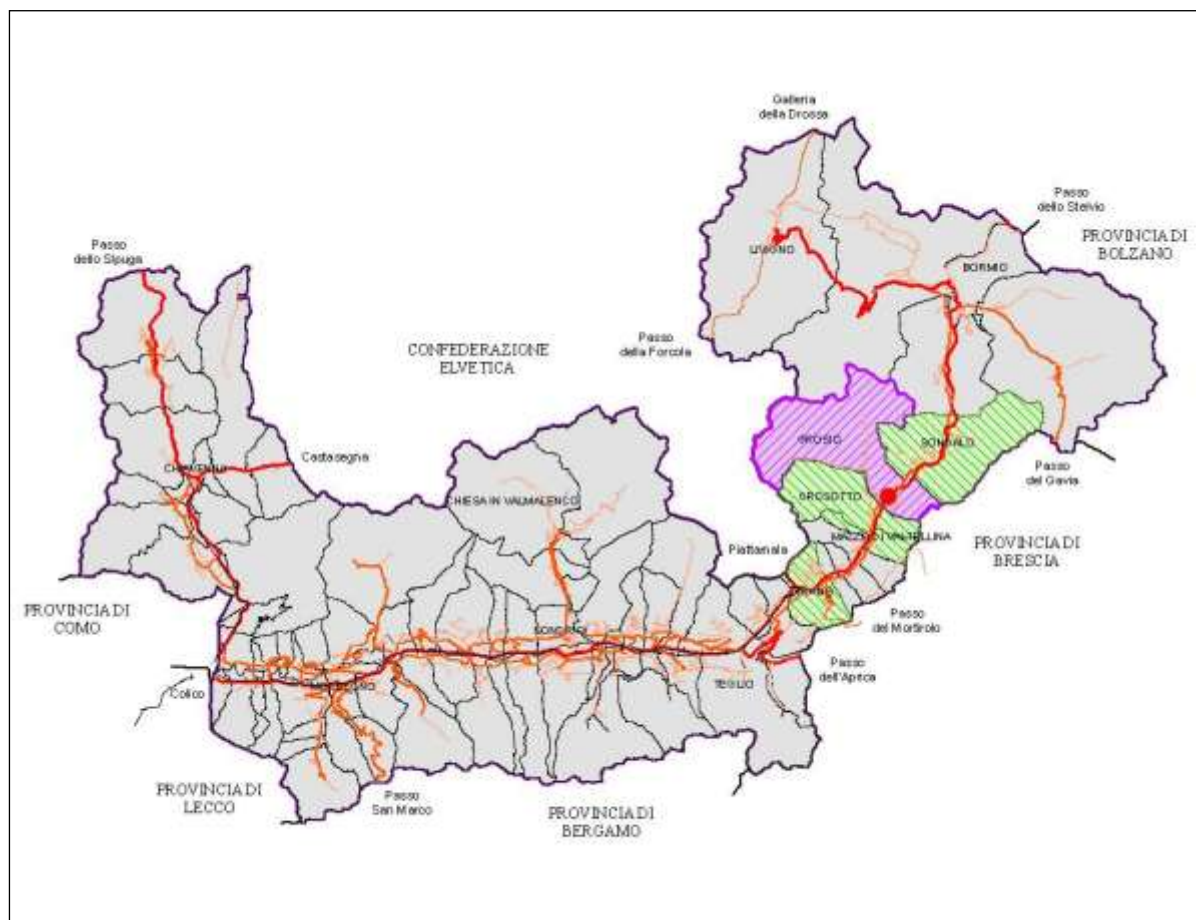 Galleria
della Drossa
Passo
dello Stelvio
PROVINCIA DI
BOLZANO
LIVIGNO
BORMIO
Passo
dello Slpuga
Passo
della Forcola
CONFEDERAZIONE
ELVETICA
GROSIO
SONDALO
Castasegna
CHIAVENNA
Passo
del Gavia
CHIESA IN VALMALENCO
GROSOTTO
MAZZO DI VALTELLINA
PROVINCIA DI
BRESCIA
Piattamala
TIRANO
PROVINCIA DI
COMO
Passo
del Mortirolo
SONDRIO
Passo
dell'Aprica
Colico
MORBEGNO
TEGLIO
PROVINCIA DI
LECCO
Passo
San Marco
PROVINCIA DI
BERGAMO